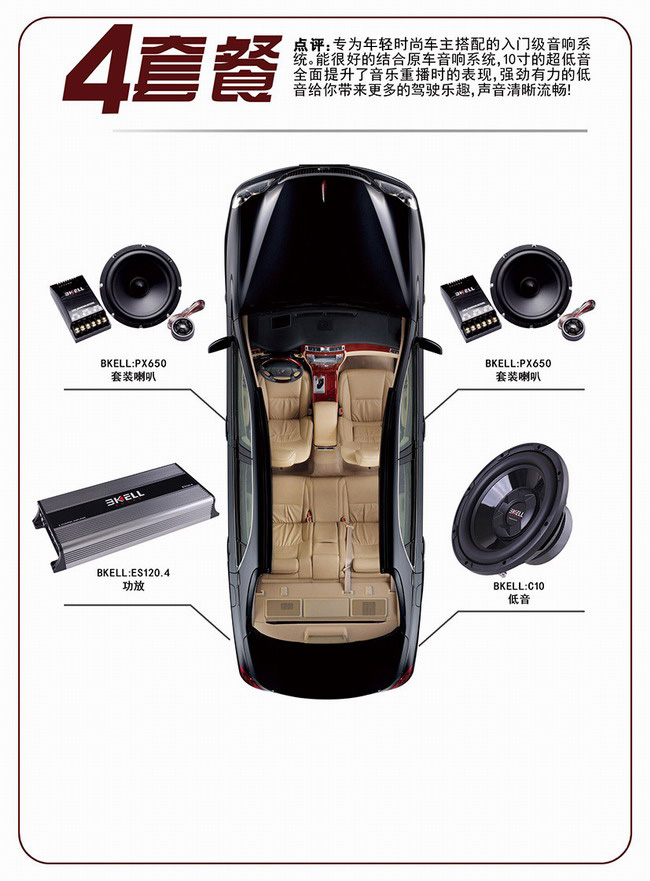 4套餐
点评:专为年轻时尚车主搭配的入门级音响系
统。能很好的结合原车音响系统,10寸的超低音
全面提升了音乐重播时的表现,强劲有力的低
音给你带来更多的驾驶乐趣,声音清晰流畅!
BKELL
BKELL
BKELL:PX650
套装喇叭
BKELL:PX650
套装喇叭
BKELL
BKELL:ES120.4
功放
BKELL:C10
低音